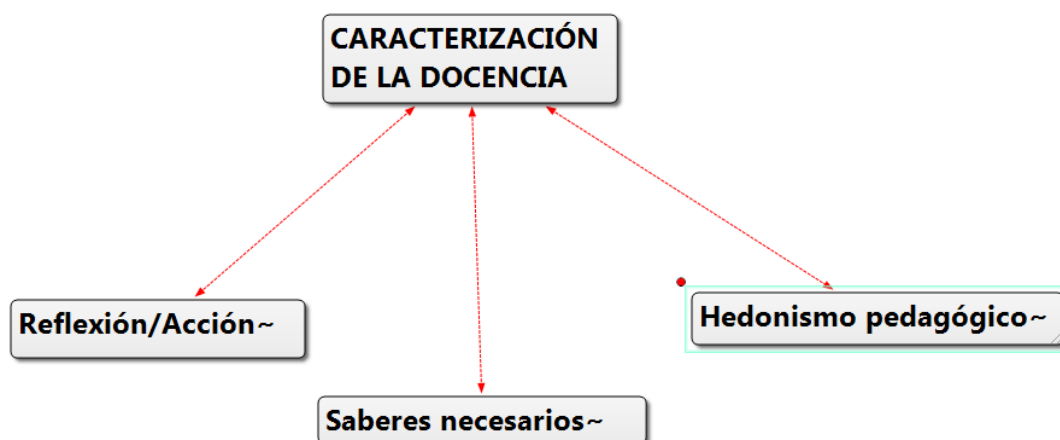 CARACTERIZACIÓN
DE LA DOCENCIA
Reflexión/Acción~
Hedonismo pedagógico~
Saberes necesarios~